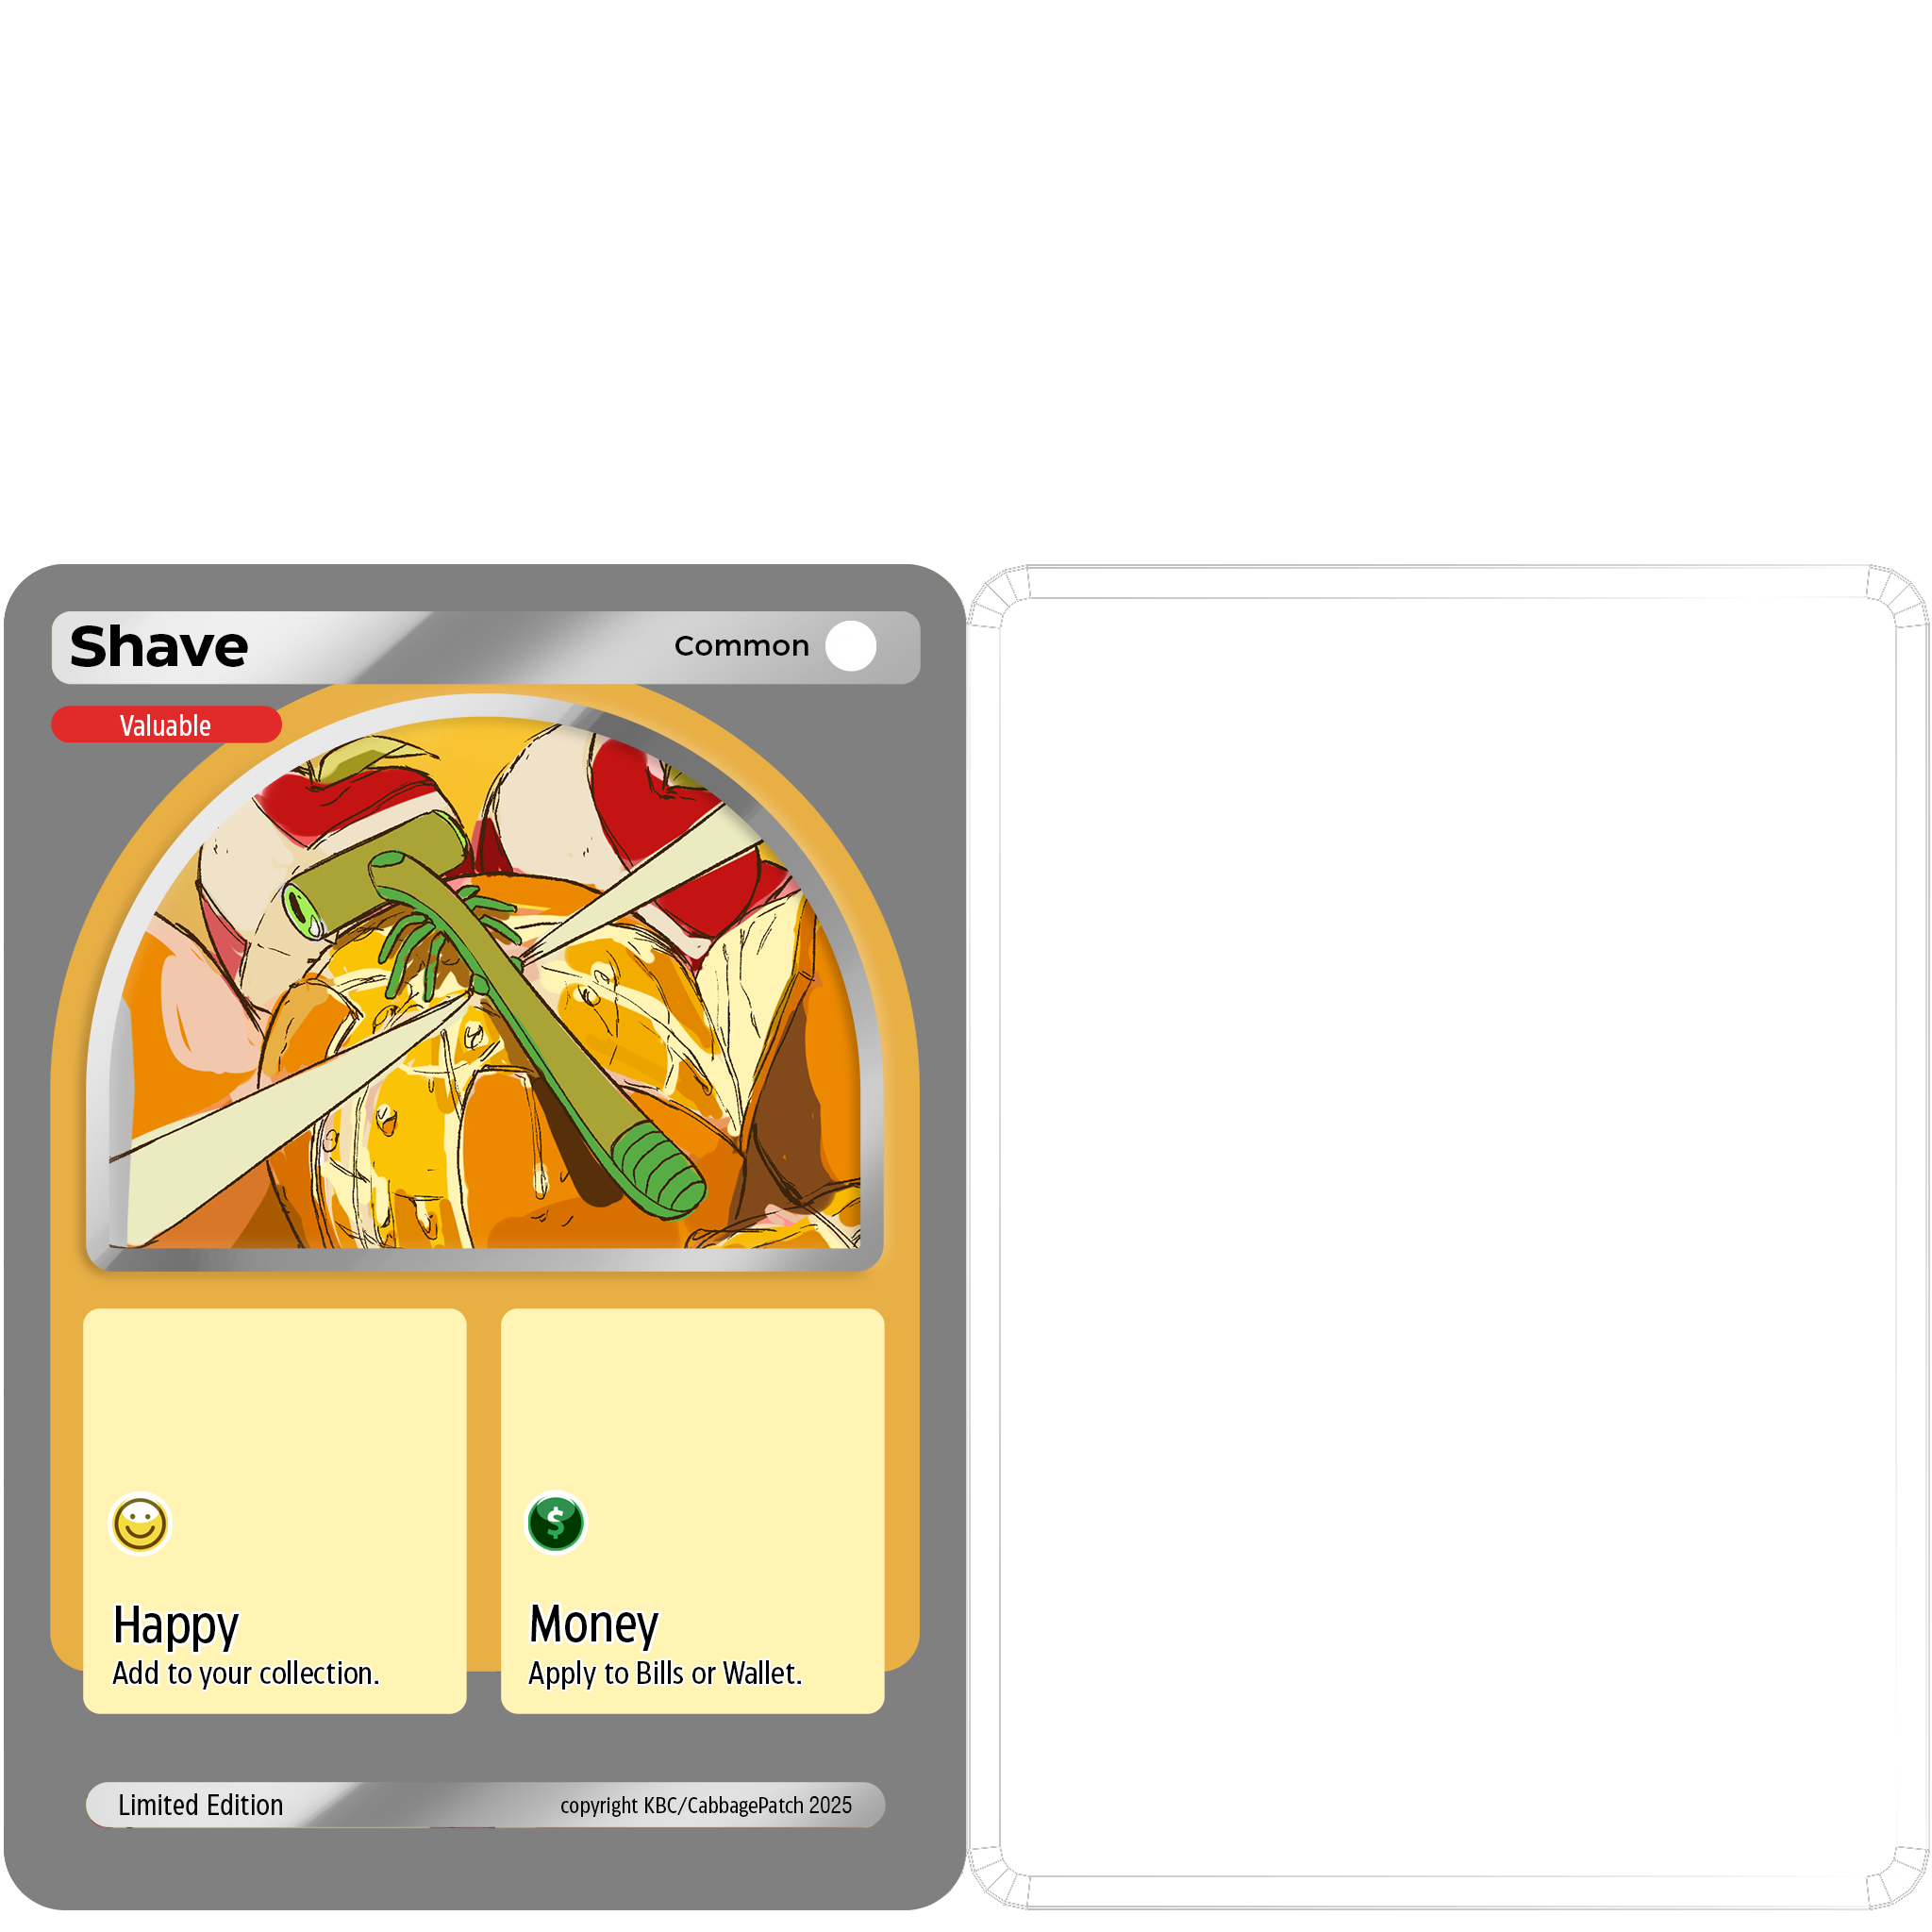 Shave
Common
Valuable
$
Happy
Add to your collection.
Money
Apply to Bills or Wallet.
Limited Edition
copyright KBC/CabbagePatch 2025